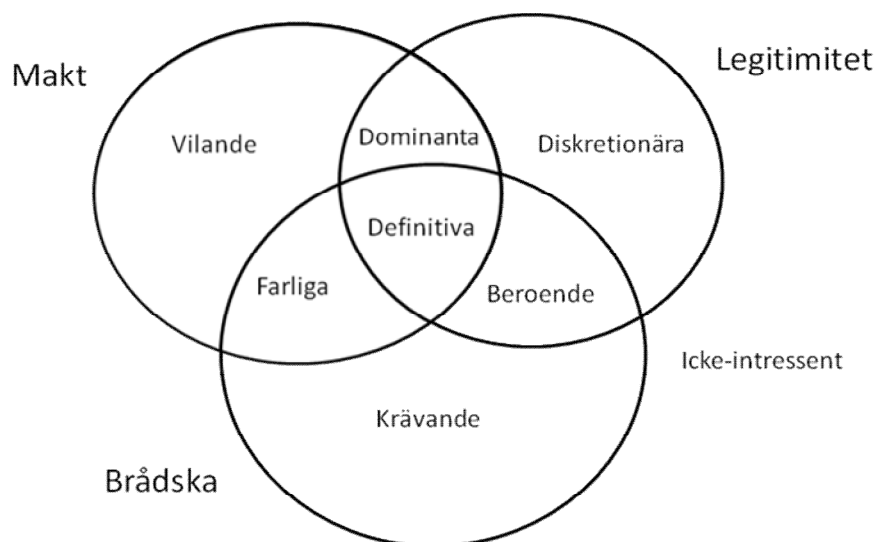 Makt
Legitimitet
Vilande
Dominanta
Diskretionära
Definitiva
Farliga
Beroende
Icke-intressent
Krävande
Brådska